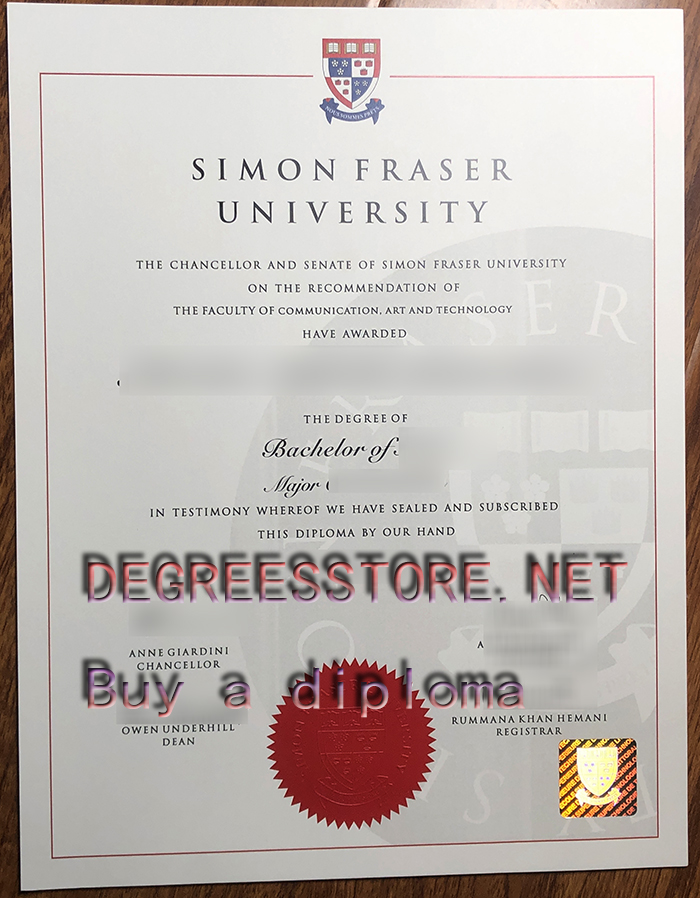 NOUS SOMMES PRÊTS
SIMON FRASER
UNIVERSITY
THE CHANCELLOR AND SENATE OF SIMON FRASER UNIVERSITY
ON THE RECOMMENDATION OF
THE FACULTY OF COMMUNICATION, ART AND TECHNOLOGY
HAVE AWARDED
THE DEGREE OF
Bachelor of
Major
IN TESTIMONY WHEREOF WE HAVE SEALED AND SUBSCRIBED
THIS DIPLOMA BY OUR HAND
DEGREESSTORE.NET
ANNE GIARDINI
CHANCELLOR
A
Buy a diploma
OWEN UNDERHILL
DEAN
RUMMANA KHAN HEMANI
REGISTRAR